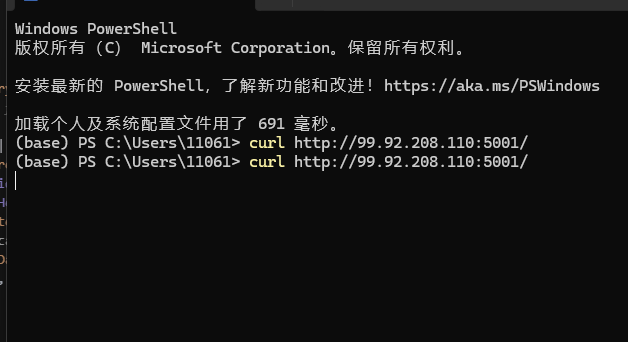 Windows PowerShell
版权所有 (C)  Microsoft Corporation。保留所有权利。
安装最新的 PowerShell，了解新功能和改进！https://aka.ms/PSWindows
加载个人及系统配置文件用了 691 毫秒。
(base) PS C:\Users\11061> curl http://99.92.208.110:5001/
(base) PS C:\Users\11061> curl http://99.92.208.110:5001/